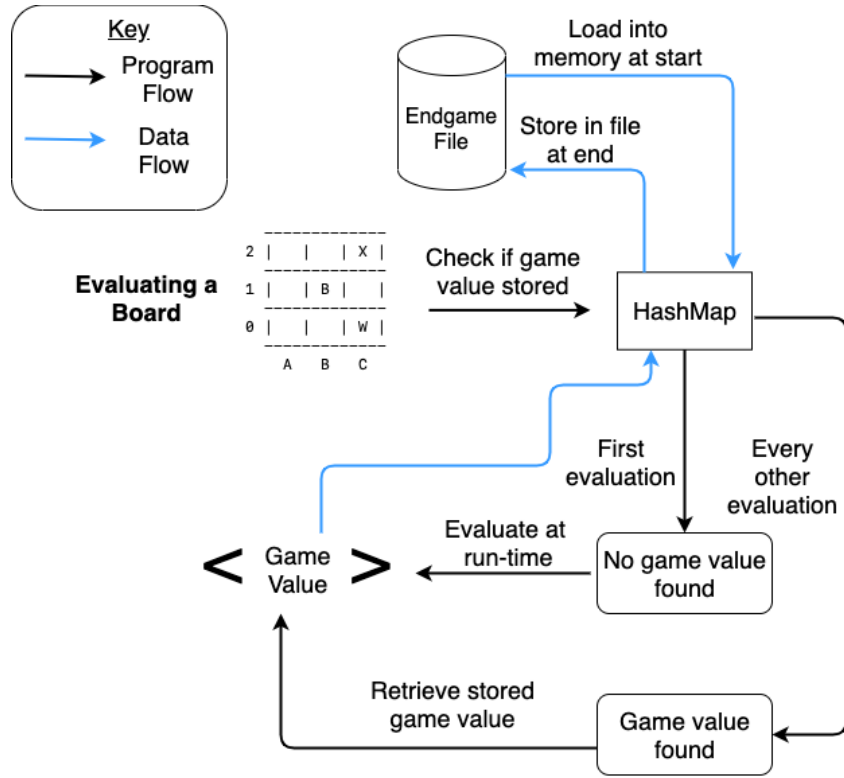 Key
Program
Flow
Data
Flow
Load into
memory at start
Endgame
File
Store in file
at end
Evaluating a
Board
---------------
2 | | | X |
---------------
1 | | B | |
---------------
0 | | | W |
---------------
A B C
Check if game
value stored
HashMap
First
evaluation
Every
other
evaluation
Evaluate at
run-time
< Game
Value >
No game value
found
Retrieve stored
game value
Game value
found